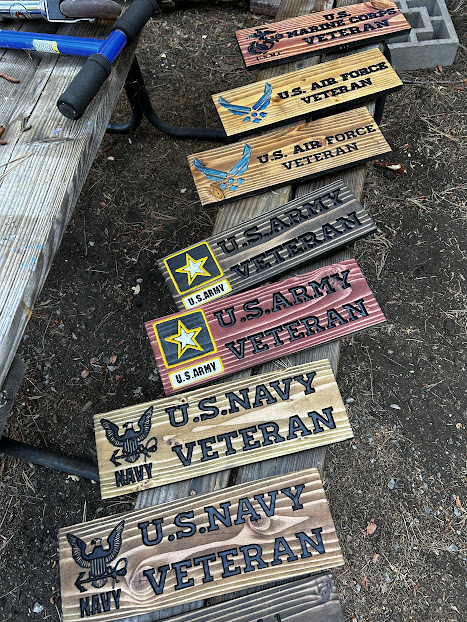 U.S.
MARINE CORPS
VETERAN
U.S. AIR FORCE
VETERAN
U.S. AIR FORCE
VETERAN
U.S.ARMY
VETERAN
U.S.ARMY
U.S.ARMY
VETERAN
U.S.ARMY
U.S.NAVY
VETERAN
NAVY
U.S.NAVY
VETERAN
NAVY